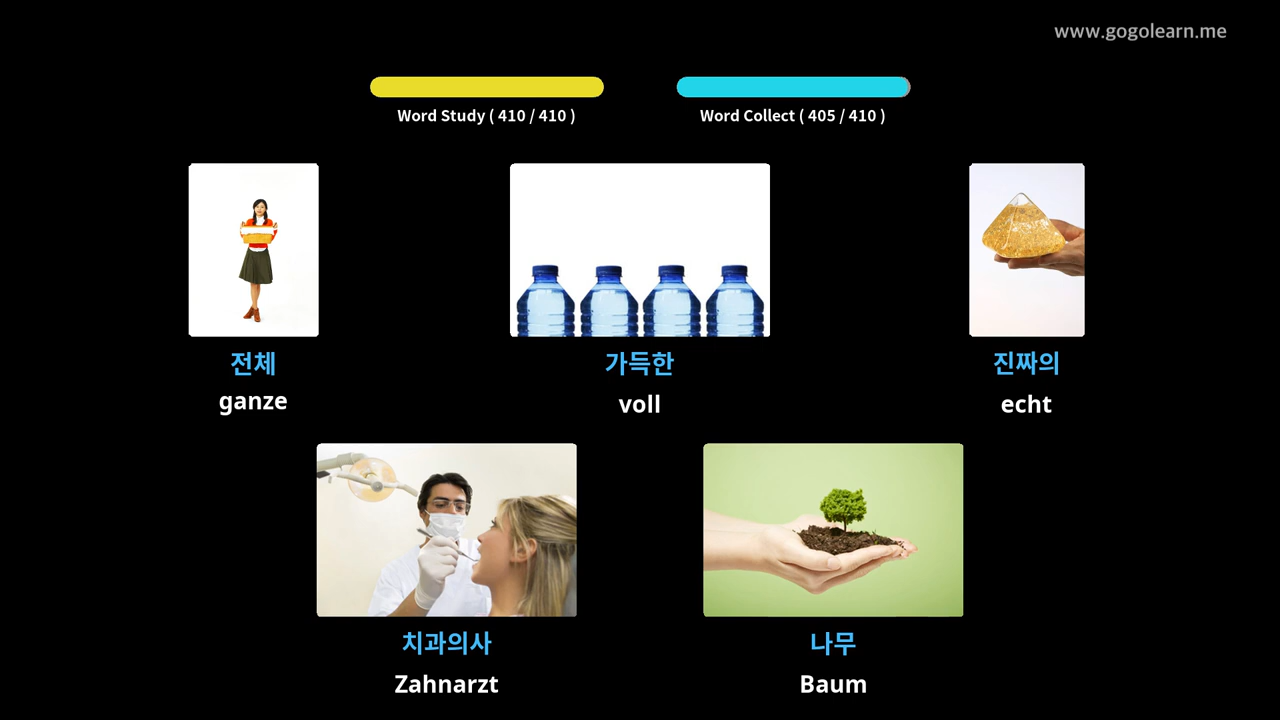 www.gogolearn.me
Word Study ( 410 / 410 )
Word Collect ( 405 / 410 )
전체
가득한
진짜의
ganze
voll
echt
치과의사
나무
Zahnarzt
Baum